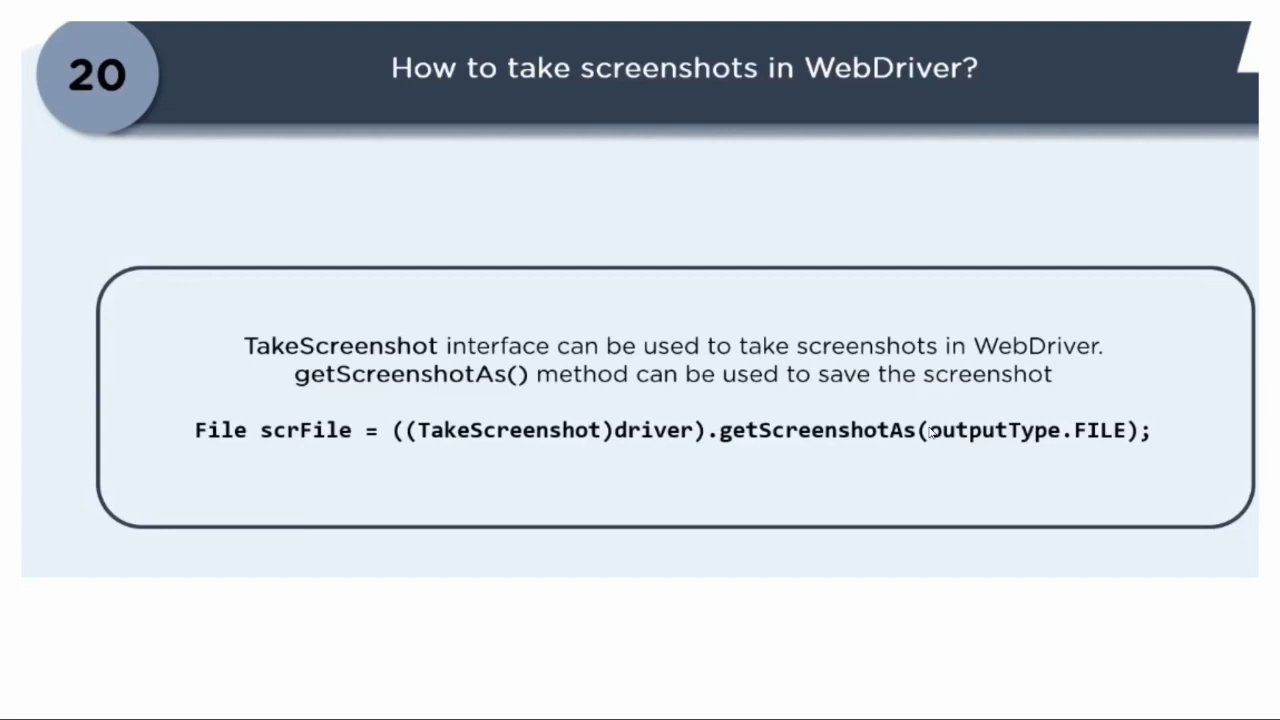 20
How to take screenshots in WebDriver?
TakeScreenshot interface can be used to take screenshots in WebDriver.
getScreenshotAs() method can be used to save the screenshot
File scrFile = ((TakeScreenshot)driver).getScreenshotAs(outputType.FILE);